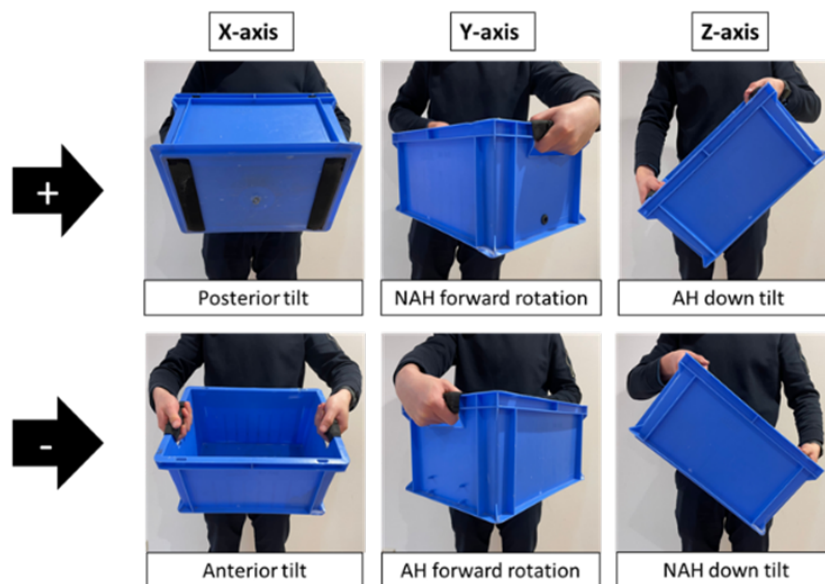 X-axis
Y-axis
Z-axis
+
Posterior tilt
NAH forward rotation
AH down tilt
-
Anterior tilt
AH forward rotation
NAH down tilt